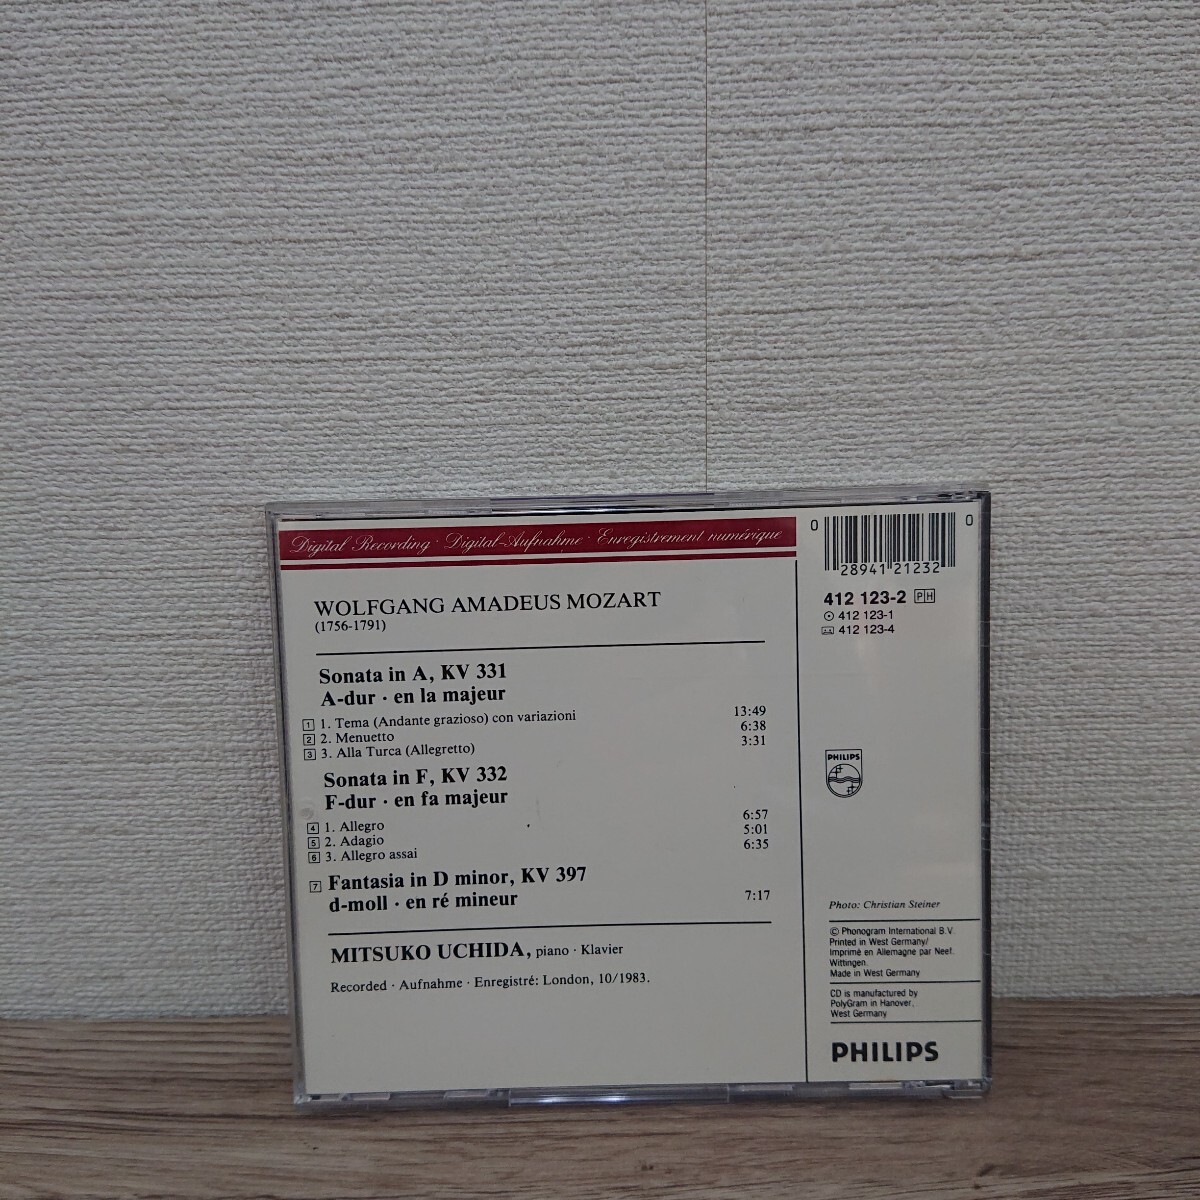 Digital Recording · Digital-Aufnahme · Enregistrement numérique
WOLFGANG AMADEUS MOZART
(1756-1791)
Sonata in A, KV 331
A-dur · en la majeur
1 1. Tema (Andante grazioso) con variazioni 13:49
2 2. Menuetto 6:38
3 3. Alla Turca (Allegretto) 3:31
Sonata in F, KV 332
F-dur · en fa majeur
4 1. Allegro 6:57
5 2. Adagio 5:01
6 3. Allegro assai 6:35
7 Fantasia in D minor, KV 397
d-moll · en ré mineur 7:17
MITSUKO UCHIDA, piano · Klavier
Recorded · Aufnahme · Enregistré: London, 10/1983.
0 28941 21232 0
412 123-2 PH
412 123-1
412 123-4
PHILIPS
Photo: Christian Steiner
© Phonogram International B.V.
Printed in West Germany/
Imprimé en Allemagne par Neef,
Wittingen.
Made in West Germany
CD is manufactured by
PolyGram in Hanover,
West Germany
PHILIPS